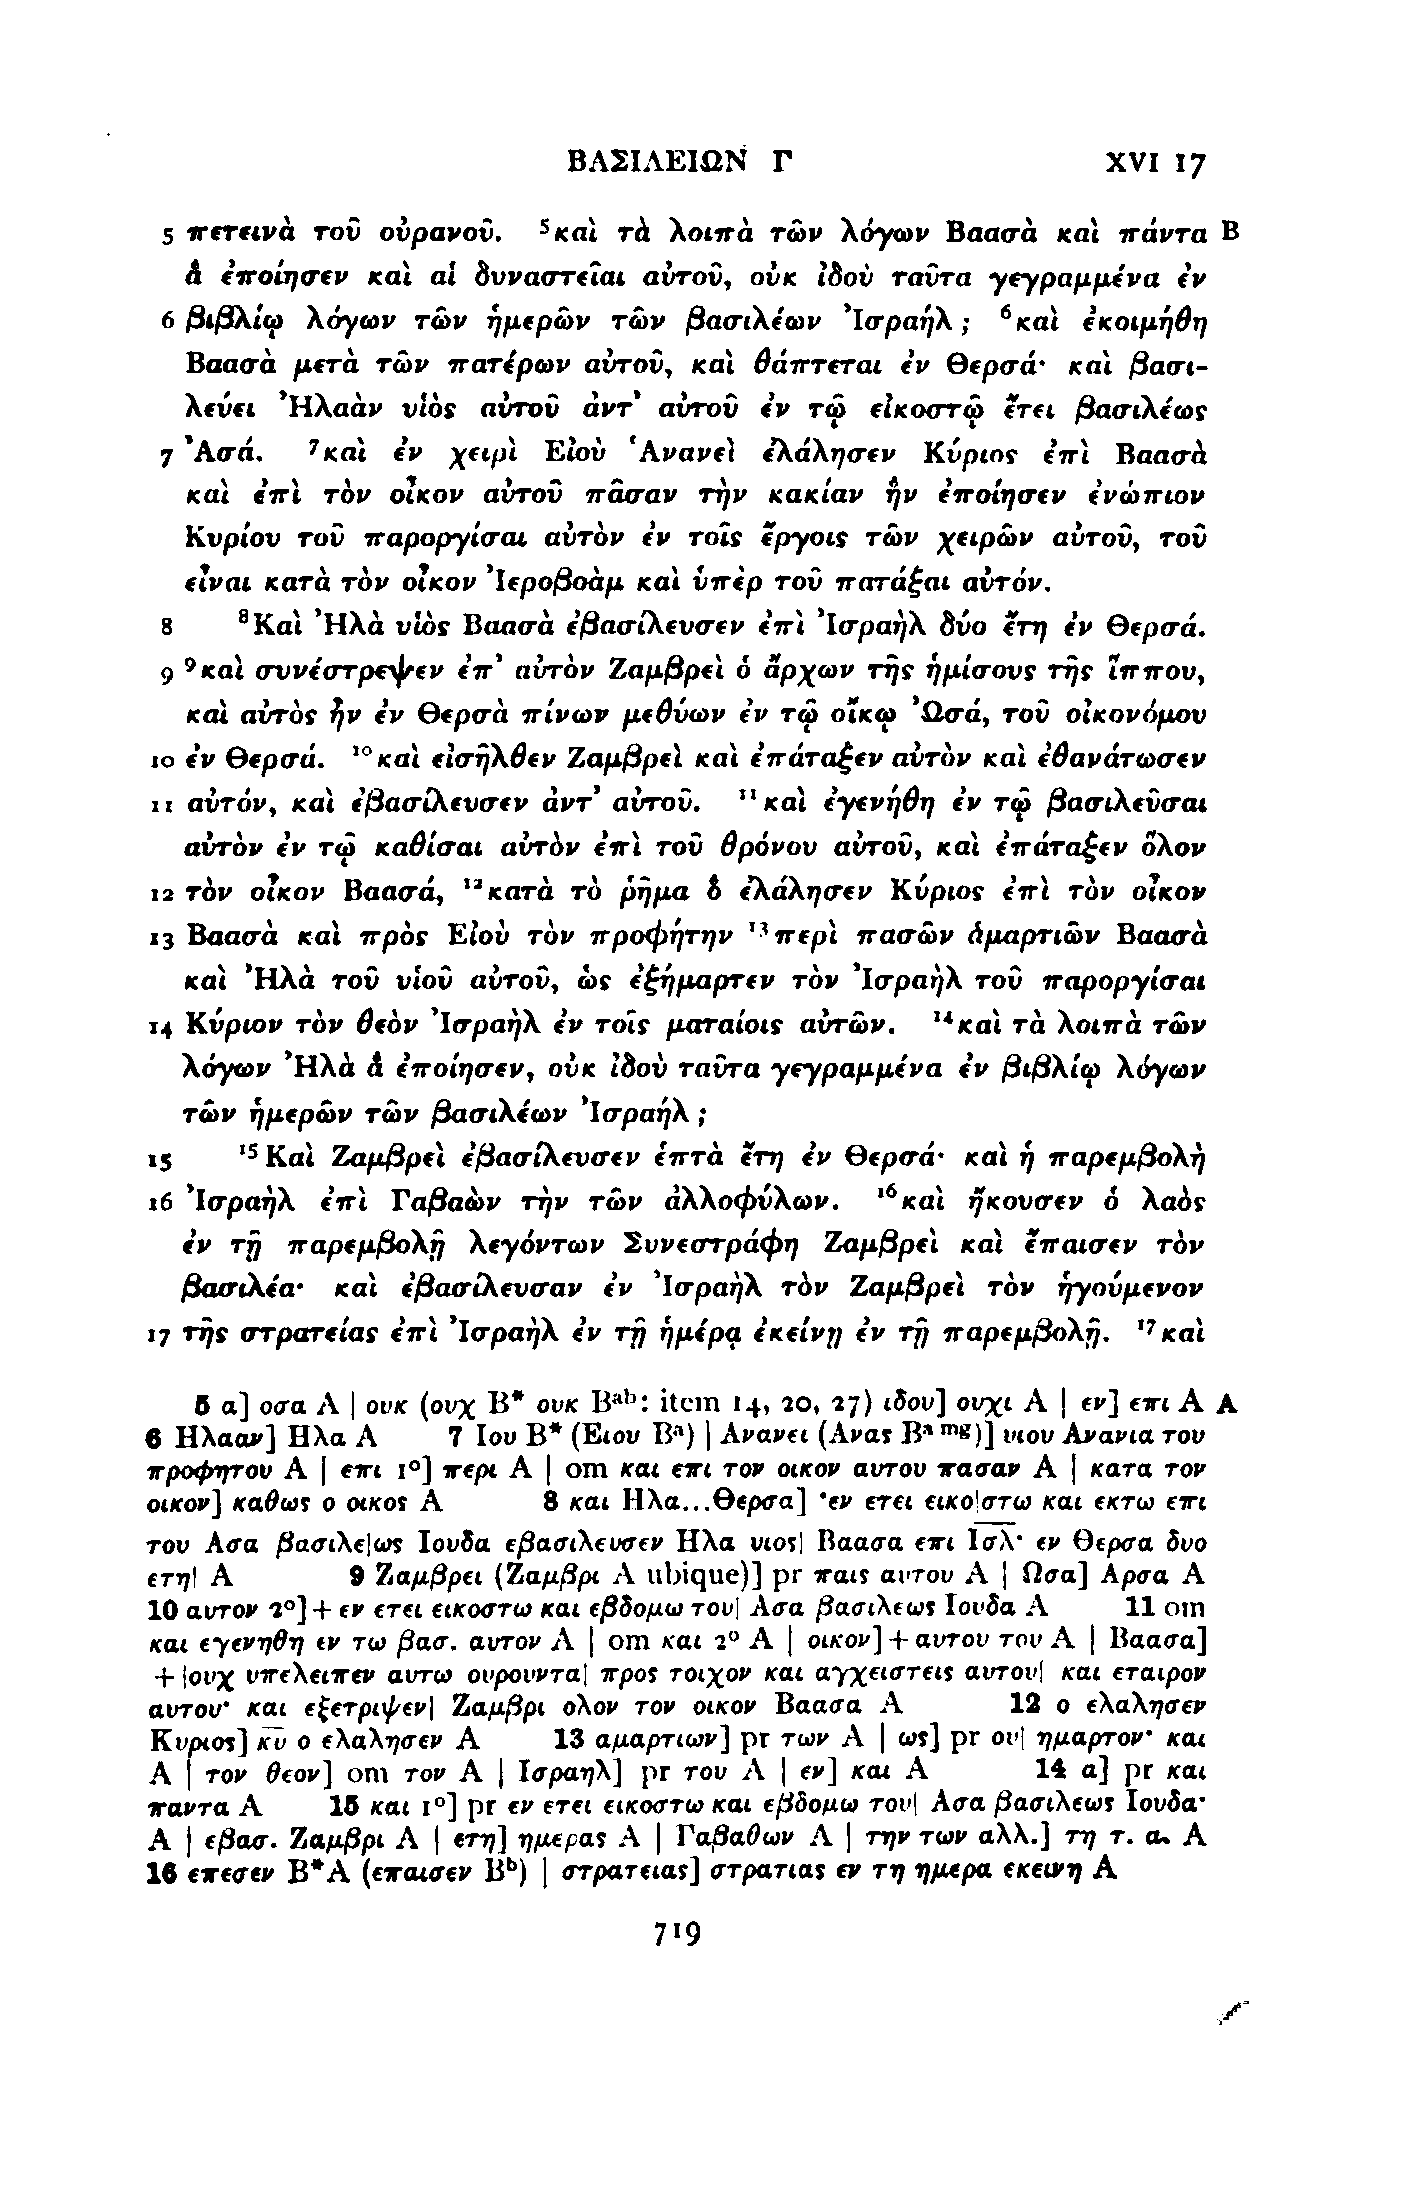 ΒΑΣΙΛΕΙΩΝ Γ XVI 17
5 πετεινὰ τοῦ οὐρανοῦ. ⁵καὶ τὰ λοιπὰ τῶν λόγων Βαασὰ καὶ πάντα B
ἃ ἐποίησεν καὶ αἱ δυναστεῖαι αὐτοῦ, οὐκ ἰδοὺ ταῦτα γεγραμμένα ἐν
6 βιβλίῳ λόγων τῶν ἡμερῶν τῶν βασιλέων Ἰσραήλ ; ⁶καὶ ἐκοιμήθη
Βαασὰ μετὰ τῶν πατέρων αὐτοῦ, καὶ θάπτεται ἐν Θερσά· καὶ βασι-
λεύει Ἠλαὰν υἱὸς αὐτοῦ ἀντ᾽ αὐτοῦ ἐν τῷ εἰκοστῷ ἔτει βασιλέως
7 Ἀσά. ⁷καὶ ἐν χειρὶ Εἰοὺ Ἁνανεὶ ἐλάλησεν Κύριος ἐπὶ Βαασὰ
καὶ ἐπὶ τὸν οἶκον αὐτοῦ πᾶσαν τὴν κακίαν ἣν ἐποίησεν ἐνώπιον
Κυρίου τοῦ παροργίσαι αὐτὸν ἐν τοῖς ἔργοις τῶν χειρῶν αὐτοῦ, τοῦ
εἶναι κατὰ τὸν οἶκον Ἰεροβοὰμ καὶ ὑπὲρ τοῦ πατάξαι αὐτόν.
8 ⁸Καὶ Ἠλὰ υἱὸς Βαασὰ ἐβασίλευσεν ἐπὶ Ἰσραὴλ δύο ἔτη ἐν Θερσά.
9 ⁹καὶ συνέστρεψεν ἐπ᾽ αὐτὸν Ζαμβρεὶ ὁ ἄρχων τῆς ἡμίσους τῆς ἵππου,
καὶ αὐτὸς ἦν ἐν Θερσὰ πίνων μεθύων ἐν τῷ οἴκῳ Ὠσά, τοῦ οἰκονόμου
10 ἐν Θερσά. ¹⁰καὶ εἰσῆλθεν Ζαμβρεὶ καὶ ἐπάταξεν αὐτὸν καὶ ἐθανάτωσεν
11 αὐτόν, καὶ ἐβασίλευσεν ἀντ᾽ αὐτοῦ. ¹¹καὶ ἐγενήθη ἐν τῷ βασιλεῦσαι
αὐτὸν ἐν τῷ καθίσαι αὐτὸν ἐπὶ τοῦ θρόνου αὐτοῦ, καὶ ἐπάταξεν ὅλον
12 τὸν οἶκον Βαασά, ¹²κατὰ τὸ ῥῆμα ὃ ἐλάλησεν Κύριος ἐπὶ τὸν οἶκον
13 Βαασὰ καὶ πρὸς Εἰοὺ τὸν προφήτην ¹³περὶ πασῶν ἁμαρτιῶν Βαασὰ
καὶ Ἠλὰ τοῦ υἱοῦ αὐτοῦ, ὡς ἐξήμαρτεν τὸν Ἰσραὴλ τοῦ παροργίσαι
14 Κύριον τὸν θεὸν Ἰσραὴλ ἐν τοῖς ματαίοις αὐτῶν. ¹⁴καὶ τὰ λοιπὰ τῶν
λόγων Ἠλὰ ἃ ἐποίησεν, οὐκ ἰδοὺ ταῦτα γεγραμμένα ἐν βιβλίῳ λόγων
τῶν ἡμερῶν τῶν βασιλέων Ἰσραήλ ;
15 ¹⁵Καὶ Ζαμβρεὶ ἐβασίλευσεν ἑπτὰ ἔτη ἐν Θερσά· καὶ ἡ παρεμβολὴ
16 Ἰσραὴλ ἐπὶ Γαβαὼν τὴν τῶν ἀλλοφύλων. ¹⁶καὶ ἤκουσεν ὁ λαὸς
ἐν τῇ παρεμβολῇ λεγόντων Συνεστράφη Ζαμβρεὶ καὶ ἔπαισεν τὸν
βασιλέα· καὶ ἐβασίλευσαν ἐν Ἰσραὴλ τὸν Ζαμβρεὶ τὸν ἡγούμενον
17 τῆς στρατείας ἐπὶ Ἰσραὴλ ἐν τῇ ἡμέρᾳ ἐκείνῃ ἐν τῇ παρεμβολῇ. ¹⁷καὶ
5 α] οσα A | ουκ (ουχ B* ουκ Bᵃᵇ: item 14, 20, 27) ιδου] ουχι A | εν] επι A A
6 Ηλααν] Ηλα A 7 Ιου B* (Ειου Bᵃ) | Ανανει (Ανας Bᵃ ᵐᵍ)] υιου Ανανια του
προφητου A | επι 1º] περι A | om και επι τον οικον αυτου πασαν A | κατα τον
οικον] καθως ο οικος A 8 και Ηλα...Θερσα] ·εν ετει εικο|στω και εκτω επι
του Ασα βασιλε|ως Ιουδα εβασιλευσεν Ηλα υιος| Βαασα επι Ι̅σ̅λ̅· εν Θερσα δυο
ετη| A 9 Ζαμβρει (Ζαμβρι A ubique)] pr παις αυτου A | Ωσα] Αρσα A
10 αυτον 2º]+εν ετει εικοστω και εβδομω του| Ασα βασιλεως Ιουδα A 11 om
και εγενηθη εν τω βασ. αυτον A | om και 2º A | οικον]+αυτου του A | Βαασα]
+|ουχ υπελειπεν αυτω ουρουντα| προς τοιχον και αγχειστεις αυτου| και εταιρον
αυτου· και εξετριψεν| Ζαμβρι ολον τον οικον Βαασα A 12 ο ελαλησεν
Κυριος] κ̅υ̅ ο ελαλησεν A 13 αμαρτιων] pr των A | ως] pr ου| ημαρτον· και
A | τον θεον] om τον A | Ισραηλ] pr του A | εν] και A 14 α] pr και
παντα A 15 και 1º] pr εν ετει εικοστω και εβδομω του| Ασα βασιλεως Ιουδα·
A | εβασ. Ζαμβρι A | ετη] ημερας A | Γαβαθων A | την των αλλ.] τη τ. α. A
16 επεσεν B*A (επαισεν Bᵇ) | στρατειας] στρατιας εν τη ημερα εκεινη A
719